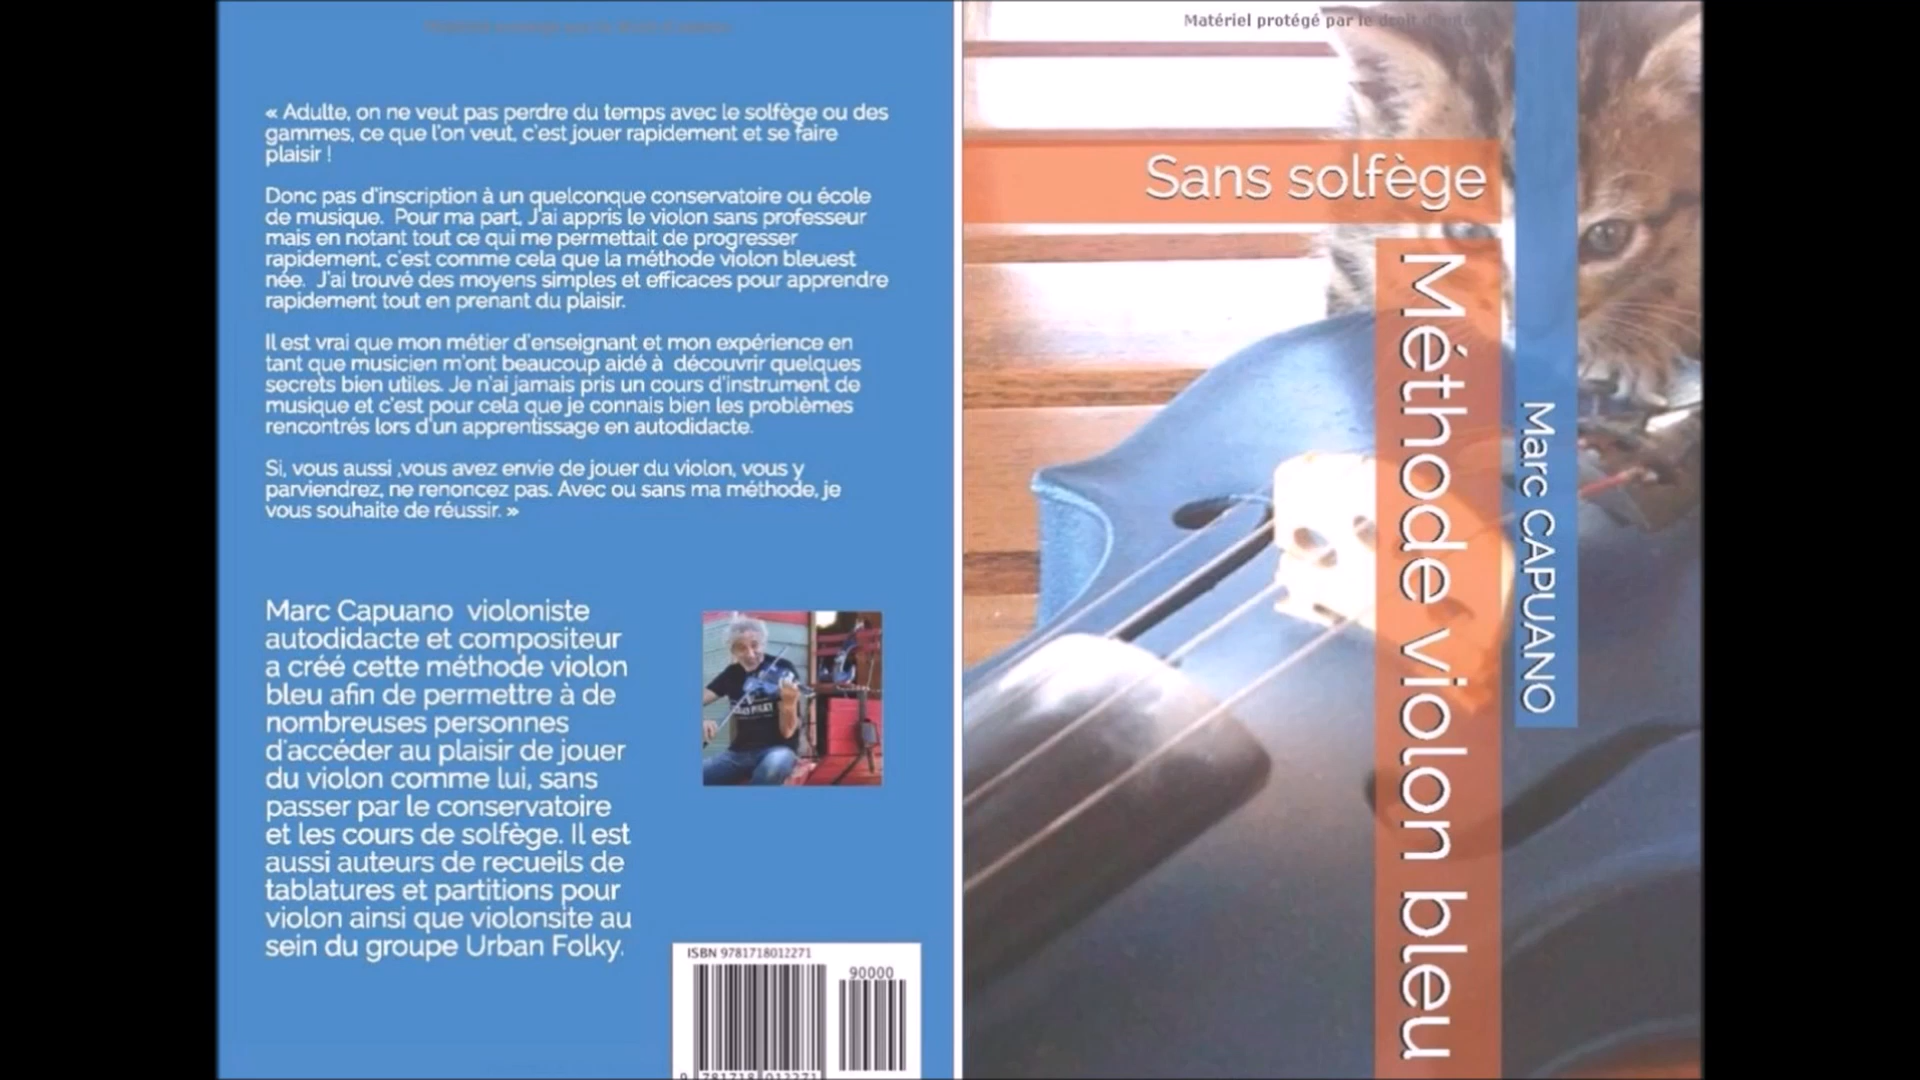 « Adulte, on ne veut pas perdre du temps avec le solfège ou des
gammes, ce que l'on veut, c'est jouer rapidement et se faire
plaisir !
Donc pas d'inscription à un quelconque conservatoire ou école
de musique. Pour ma part, J'ai appris le violon sans professeur
mais en notant tout ce qui me permettait de progresser
rapidement, c'est comme cela que la méthode violon bleuest
née. J'ai trouvé des moyens simples et efficaces pour apprendre
rapidement tout en prenant du plaisir.
Il est vrai que mon métier d'enseignant et mon expérience en
tant que musicien m'ont beaucoup aidé à découvrir quelques
secrets bien utiles. Je n'ai jamais pris un cours d'instrument de
musique et c'est pour cela que je connais bien les problèmes
rencontrés lors d'un apprentissage en autodidacte.
Si, vous aussi ,vous avez envie de jouer du violon, vous y
parviendrez, ne renoncez pas. Avec ou sans ma méthode, je
vous souhaite de réussir. »
Marc Capuano violoniste
autodidacte et compositeur
a créé cette méthode violon
bleu afin de permettre à de
nombreuses personnes
d'accéder au plaisir de jouer
du violon comme lui, sans
passer par le conservatoire
et les cours de solfège. Il est
aussi auteurs de recueils de
tablatures et partitions pour
violon ainsi que violonsite au
sein du groupe Urban Folky.
ISBN 9781718012271
90000
9 781718 012271
Matériel protégé par le droit
Sans solfège
Méthode violon bleu
Marc CAPUANO